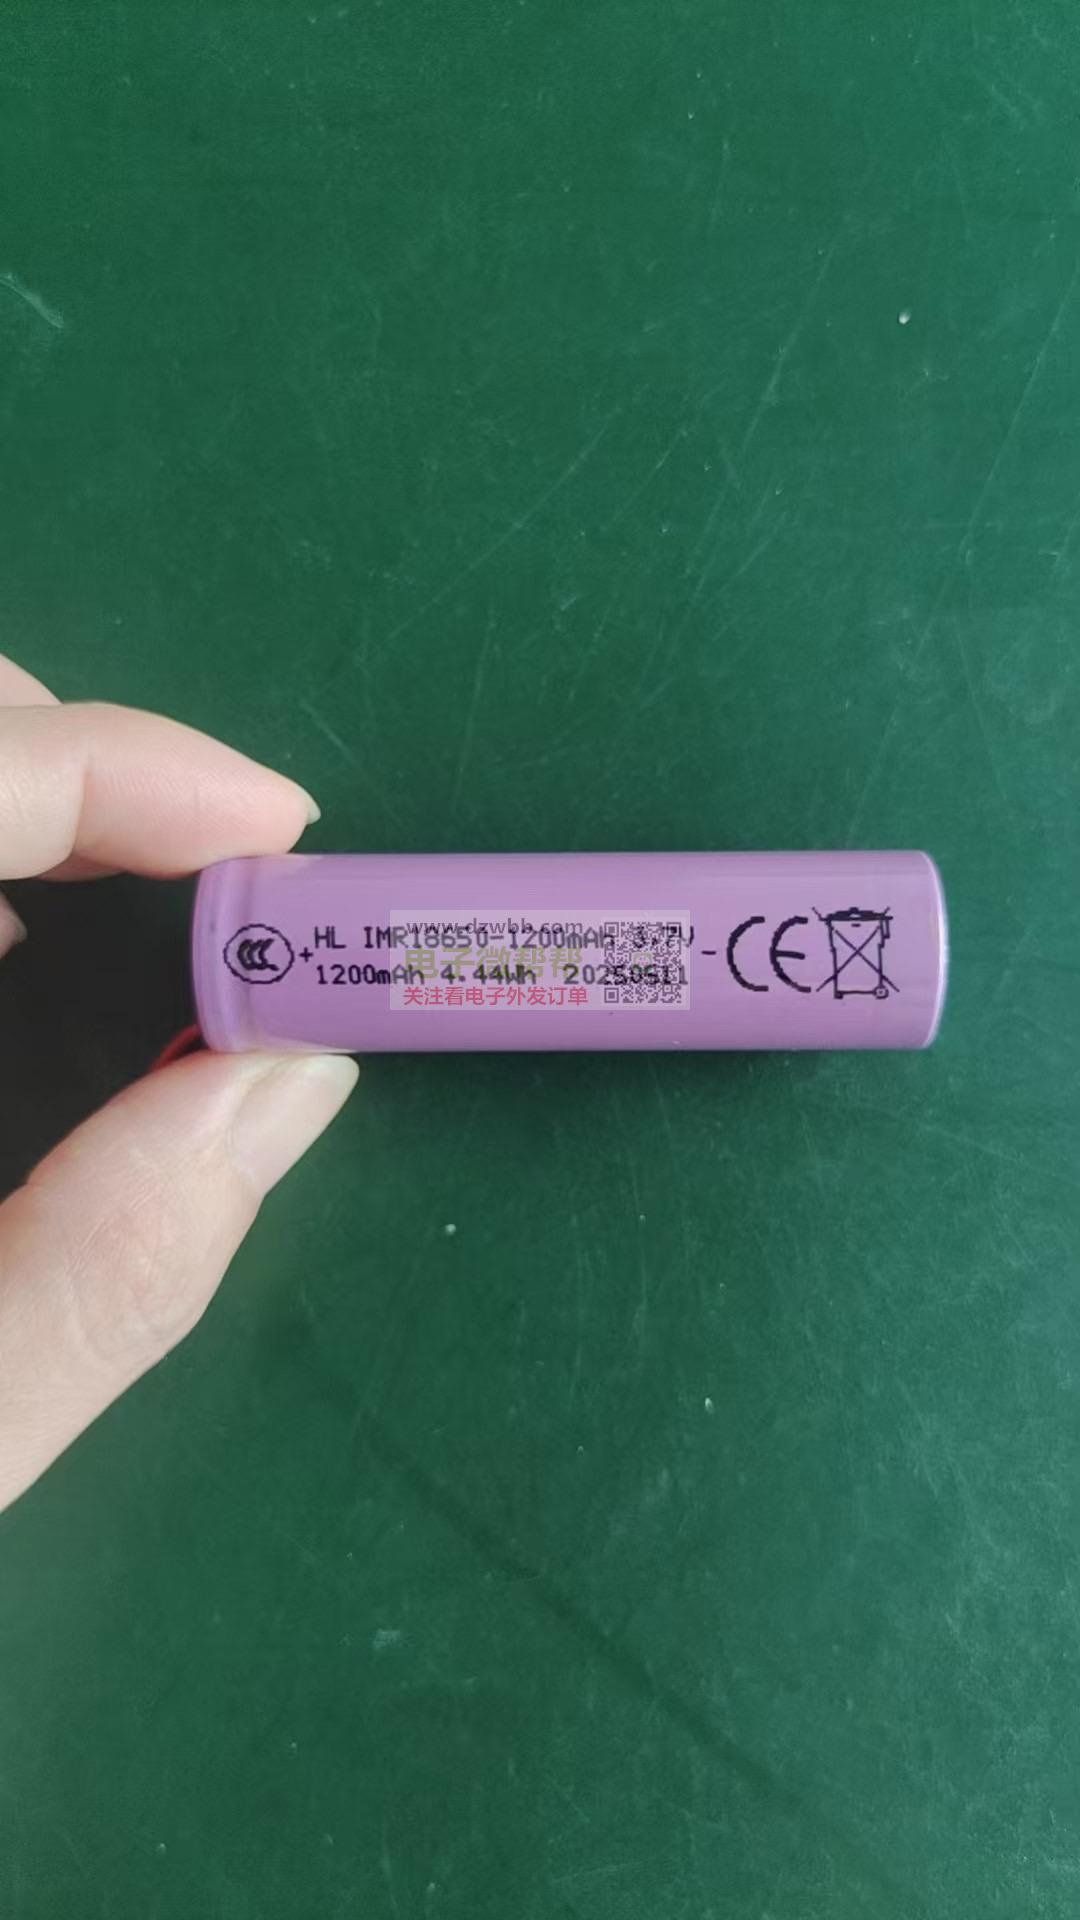 HL IMR18650-1200mAh 3.7V
1200mAh 4.44Wh 20250511
+
-
CE
www.dzwbb.com
电子微帮帮
关注看电子外发订单